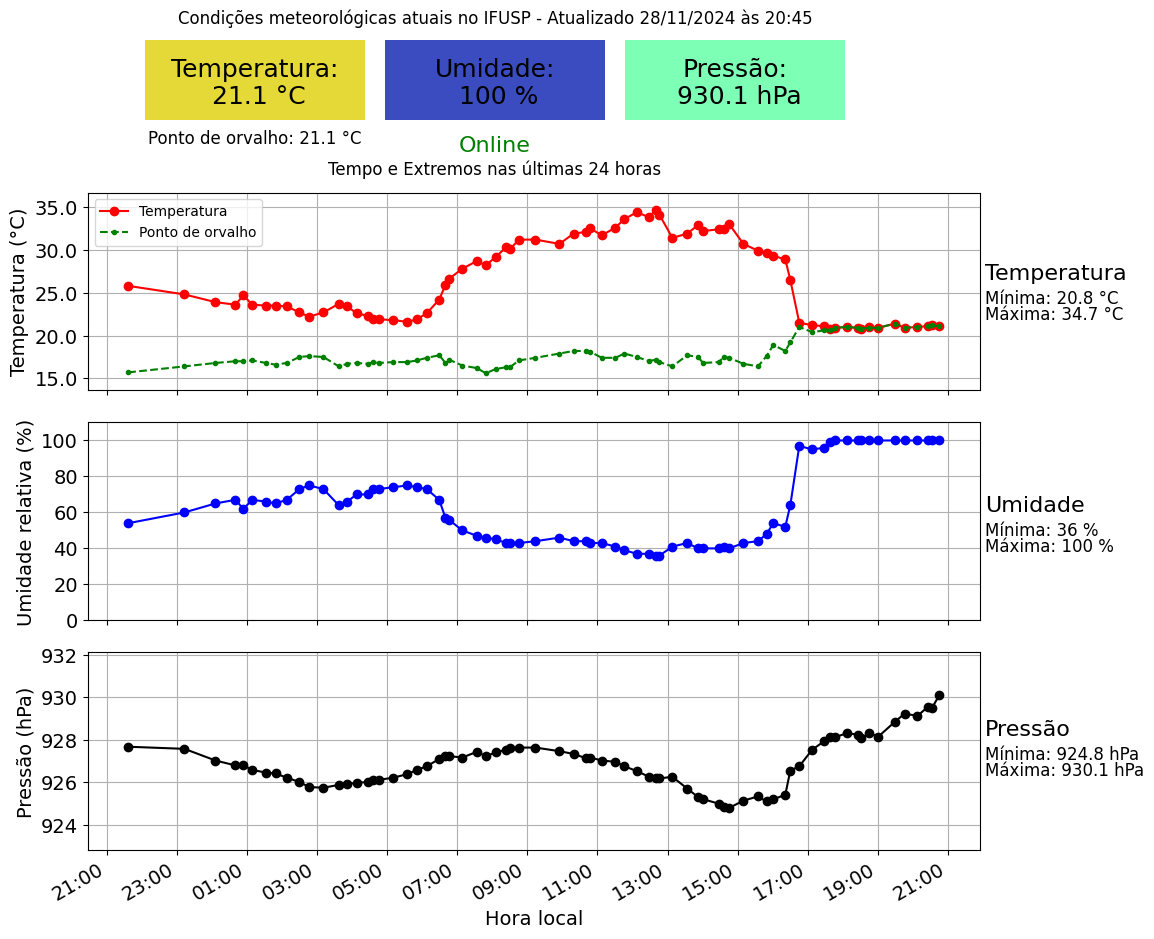 Condições meteorológicas atuais no IFUSP - Atualizado 28/11/2024 às 20:45
Temperatura:
21.1 °C
Umidade:
100 %
Pressão:
930.1 hPa
Ponto de orvalho: 21.1 °C
Online
Tempo e Extremos nas últimas 24 horas
Temperatura (°C)
35.0
30.0
25.0
20.0
15.0
Temperatura
Ponto de orvalho
Temperatura
Mínima: 20.8 °C
Máxima: 34.7 °C
Umidade relativa (%)
100
80
60
40
20
0
Umidade
Mínima: 36 %
Máxima: 100 %
Pressão (hPa)
932
930
928
926
924
Pressão
Mínima: 924.8 hPa
Máxima: 930.1 hPa
21:00 23:00 01:00 03:00 05:00 07:00 09:00 11:00 13:00 15:00 17:00 19:00 21:00
Hora local